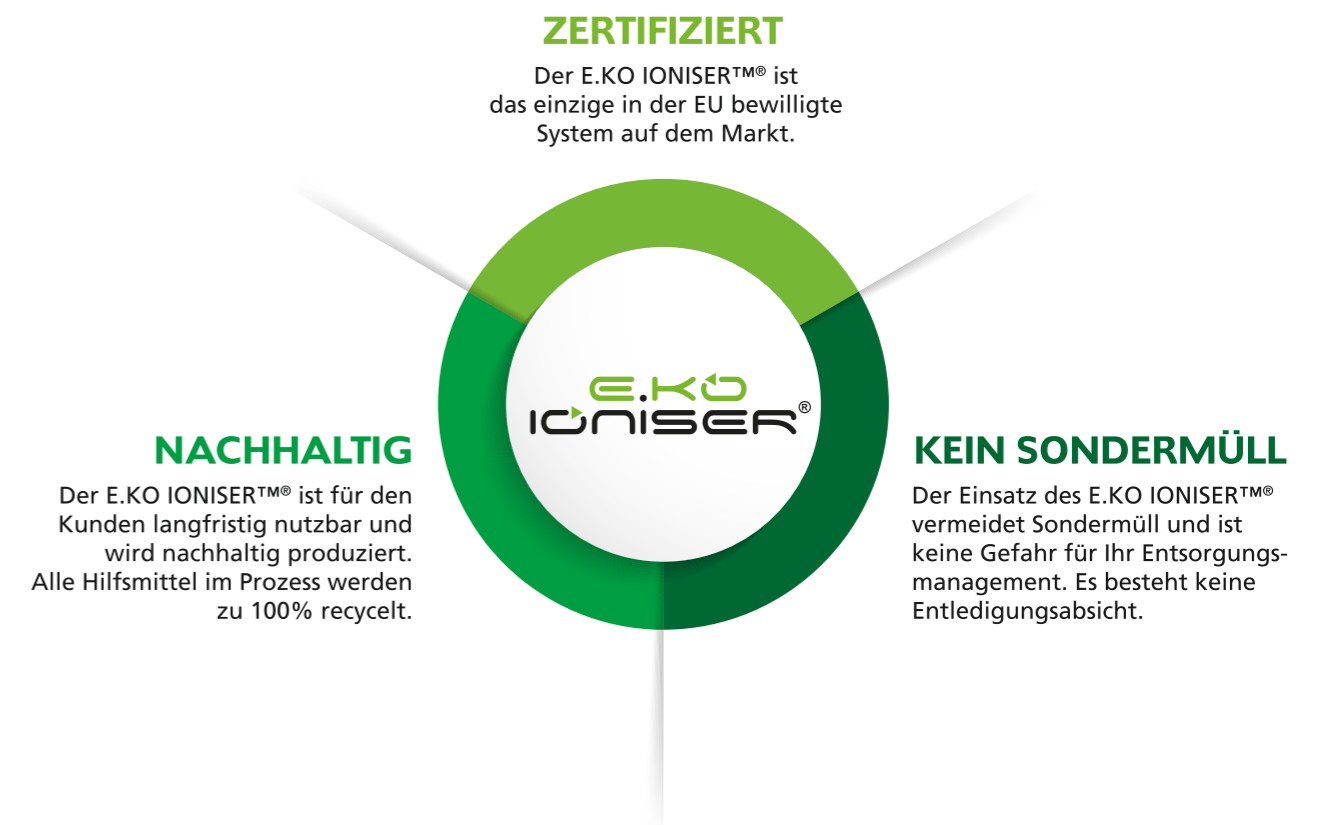 ZERTIFIZIERT
Der E.KO IONISER™® ist
das einzige in der EU bewilligte
System auf dem Markt.
E.KO
IONISER®
NACHHALTIG
Der E.KO IONISER™® ist für den
Kunden langfristig nutzbar und
wird nachhaltig produziert.
Alle Hilfsmittel im Prozess werden
zu 100% recycelt.
KEIN SONDERMÜLL
Der Einsatz des E.KO IONISER™®
vermeidet Sondermüll und ist
keine Gefahr für Ihr Entsorgungs-
management. Es besteht keine
Entledigungsabsicht.